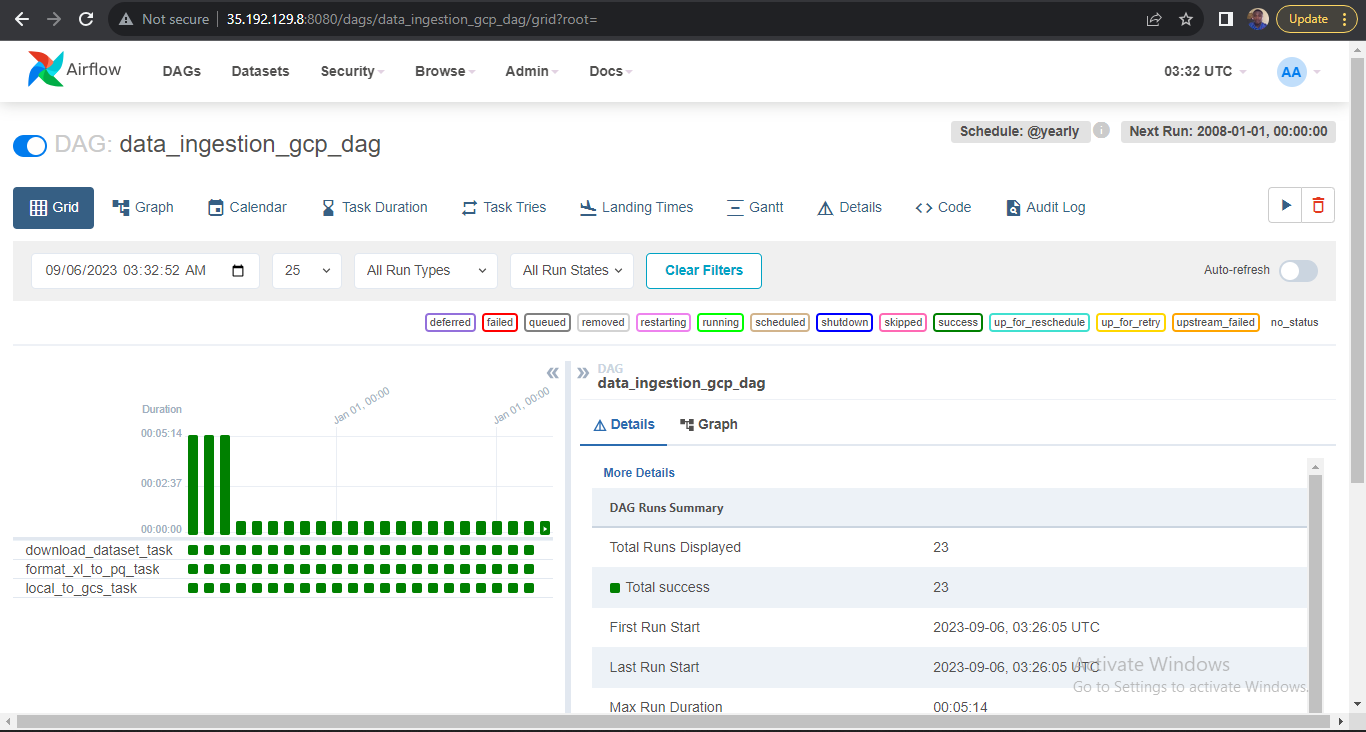 Not secure 35.192.129.8:8080/dags/data_ingestion_gcp_dag/grid?root= Update
Airflow DAGs Datasets Security Browse Admin Docs 03:32 UTC AA
DAG: data_ingestion_gcp_dag Schedule: @yearly Next Run: 2008-01-01, 00:00:00
Grid Graph Calendar Task Duration Task Tries Landing Times Gantt Details Code Audit Log
09/06/2023 03:32:52 AM 25 All Run Types All Run States Clear Filters Auto-refresh
deferred failed queued removed restarting running scheduled shutdown skipped success up_for_reschedule up_for_retry upstream_failed no_status
Duration
Jan 01, 00:00
Jan 01, 00:00
00:05:14
00:02:37
00:00:00
download_dataset_task
format_xl_to_pq_task
local_to_gcs_task
DAG
data_ingestion_gcp_dag
Details Graph
More Details
DAG Runs Summary
Total Runs Displayed 23
Total success 23
First Run Start 2023-09-06, 03:26:05 UTC
Last Run Start 2023-09-06, 03:26:05 UTC
Max Run Duration 00:05:14
Activate Windows
Go to Settings to activate Windows.